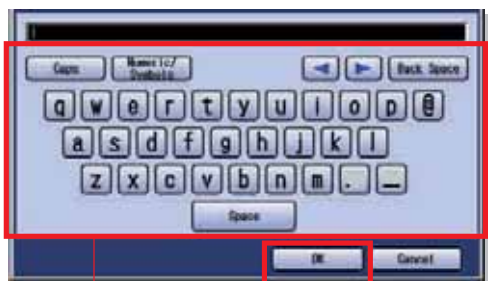 Caps Numeric/ Symbols Back Space
q w e r t y u i o p @
a s d f g h j k l
z x c v b n m . _
Space
OK Cancel